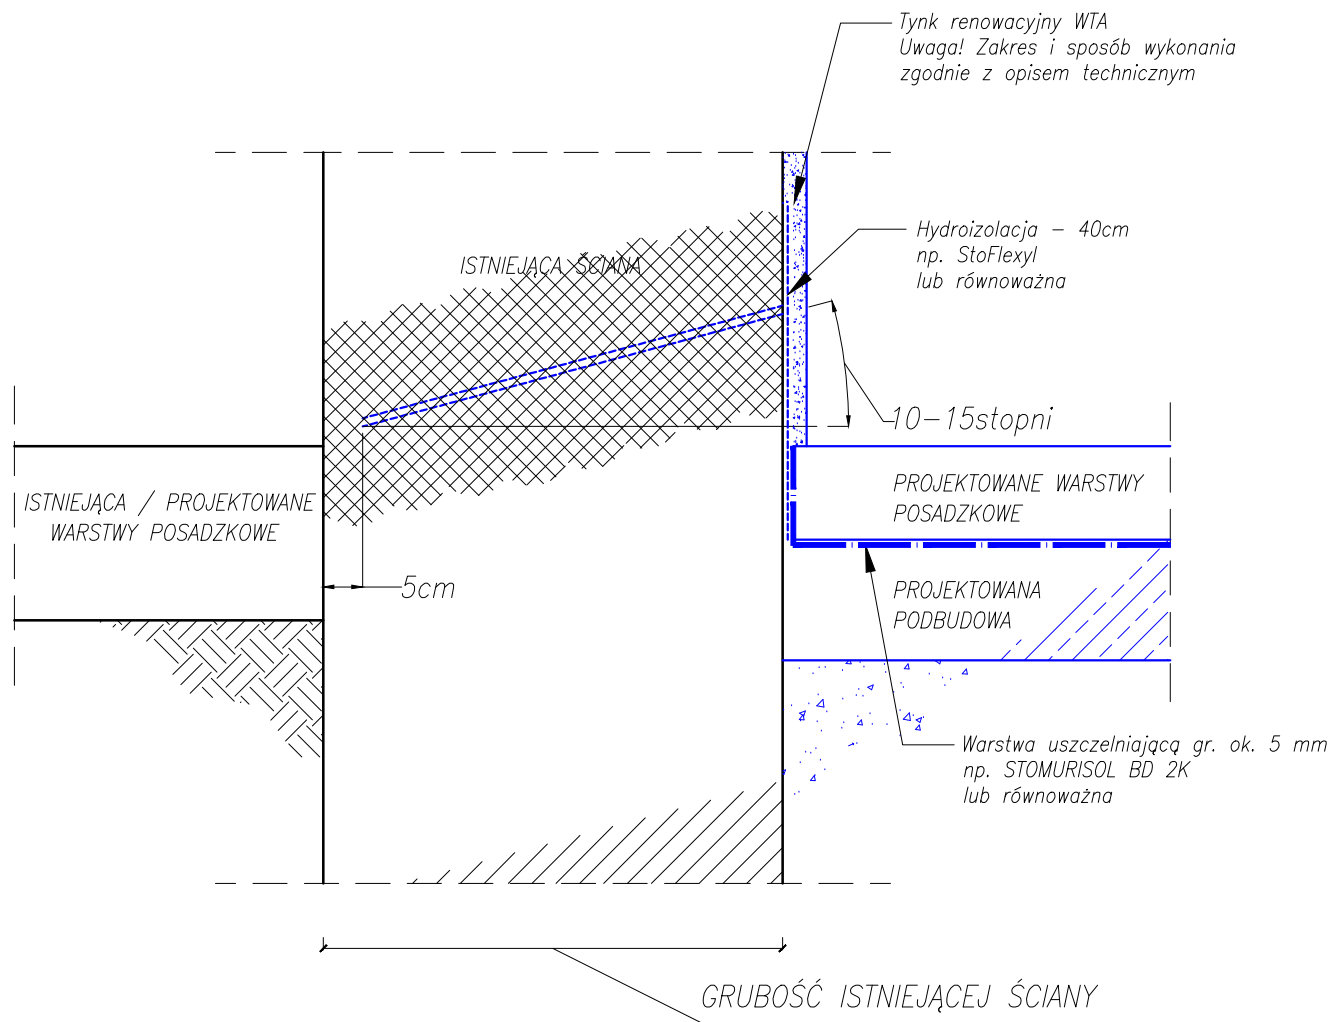 Tynk renowacyjny WTA
Uwaga! Zakres i sposób wykonania
zgodnie z opisem technicznym
Hydroizolacja - 40cm
np. StoFlexyl
lub równoważna
ISTNIEJĄCA ŚCIANA
10-15stopni
ISTNIEJĄCA / PROJEKTOWANE
WARSTWY POSADZKOWE
PROJEKTOWANE WARSTWY
POSADZKOWE
5cm
PROJEKTOWANA
PODBUDOWA
Warstwa uszczelniającą gr. ok. 5 mm
np. STOMURISOL BD 2K
lub równoważna
GRUBOŚĆ ISTNIEJĄCEJ ŚCIANY